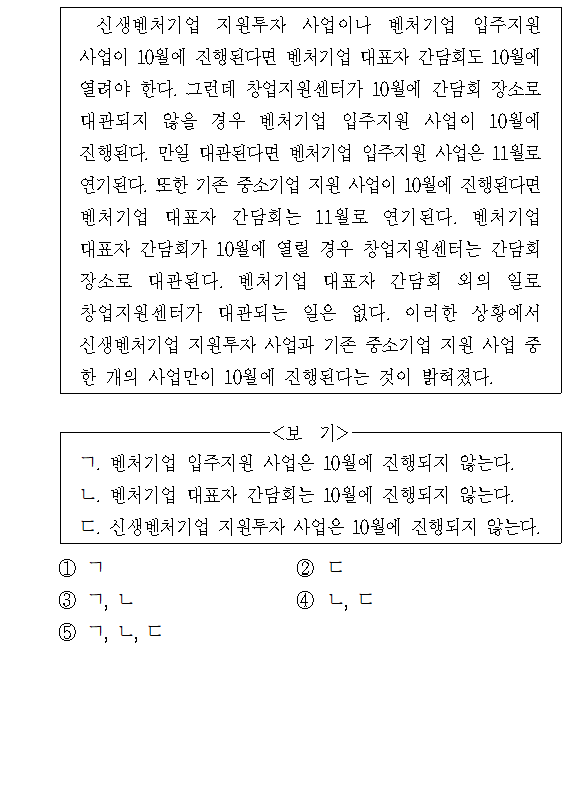 신생벤처기업 지원투자 사업이나 벤처기업 입주지원
사업이 10월에 진행된다면 벤처기업 대표자 간담회도 10월에
열려야 한다. 그런데 창업지원센터가 10월에 간담회 장소로
대관되지 않을 경우 벤처기업 입주지원 사업이 10월에
진행된다. 만일 대관된다면 벤처기업 입주지원 사업은 11월로
연기된다. 또한 기존 중소기업 지원 사업이 10월에 진행된다면
벤처기업 대표자 간담회는 11월로 연기된다. 벤처기업
대표자 간담회가 10월에 열릴 경우 창업지원센터는 간담회
장소로 대관된다. 벤처기업 대표자 간담회 외의 일로
창업지원센터가 대관되는 일은 없다. 이러한 상황에서
신생벤처기업 지원투자 사업과 기존 중소기업 지원 사업 중
한 개의 사업만이 10월에 진행된다는 것이 밝혀졌다.
<보 기>
ㄱ. 벤처기업 입주지원 사업은 10월에 진행되지 않는다.
ㄴ. 벤처기업 대표자 간담회는 10월에 진행되지 않는다.
ㄷ. 신생벤처기업 지원투자 사업은 10월에 진행되지 않는다.
① ㄱ ② ㄷ
③ ㄱ, ㄴ ④ ㄴ, ㄷ
⑤ ㄱ, ㄴ, ㄷ